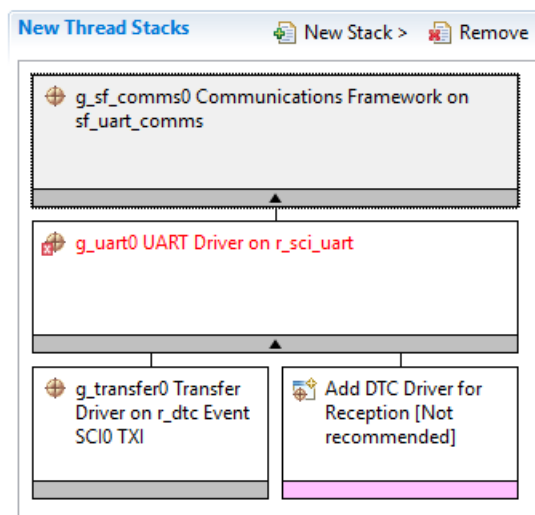 New Thread Stacks
New Stack >
Remove
g_sf_comms0 Communications Framework on
sf_uart_comms
g_uart0 UART Driver on r_sci_uart
g_transfer0 Transfer
Driver on r_dtc Event
SCI0 TXI
Add DTC Driver for
Reception [Not
recommended]